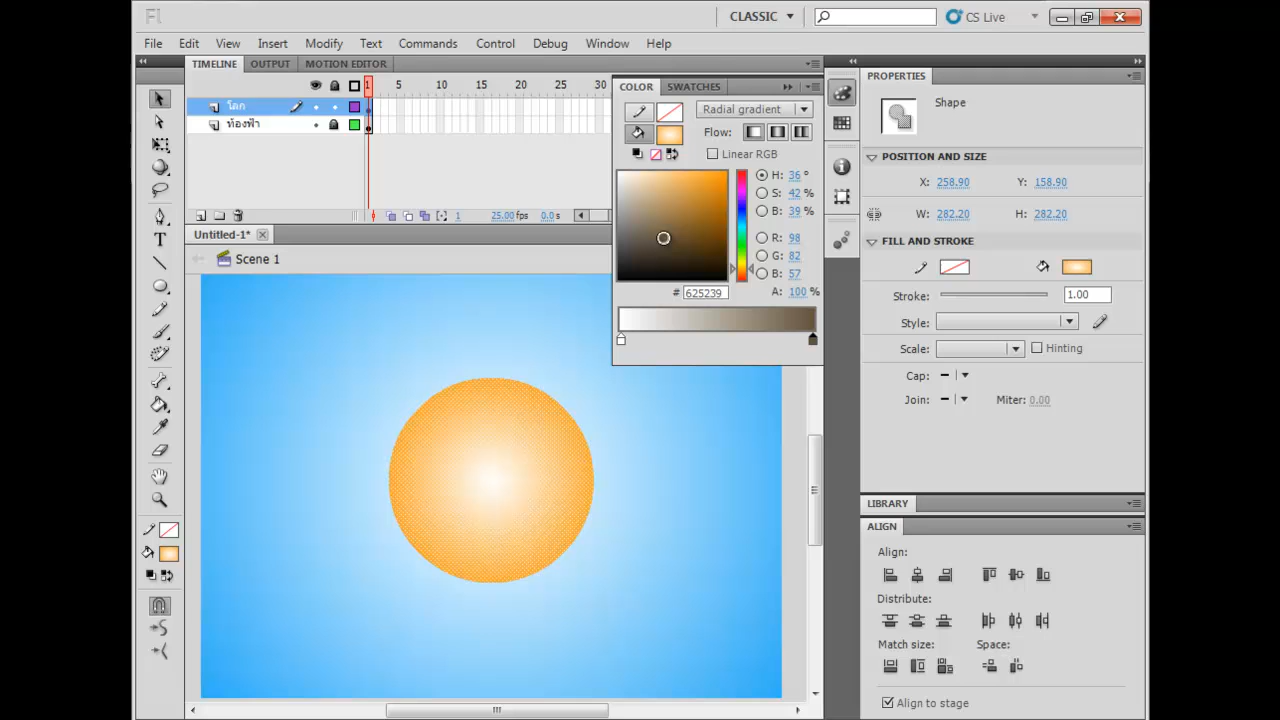 Fl
CLASSIC
CS Live
File Edit View Insert Modify Text Commands Control Debug Window Help
TIMELINE OUTPUT MOTION EDITOR
1 5 10 15 20 25 30
โลก
ท้องฟ้า
1 25.00 fps 0.0 s
Untitled-1*
Scene 1
COLOR SWATCHES
Radial gradient
Flow:
Linear RGB
H: 36 °
S: 42 %
B: 39 %
R: 98
G: 82
B: 57
# 625239 A: 100 %
PROPERTIES
Shape
POSITION AND SIZE
X: 258.90 Y: 158.90
W: 282.20 H: 282.20
FILL AND STROKE
Stroke: 1.00
Style:
Scale: Hinting
Cap:
Join: Miter: 0.00
LIBRARY
ALIGN
Align:
Distribute:
Match size: Space:
Align to stage